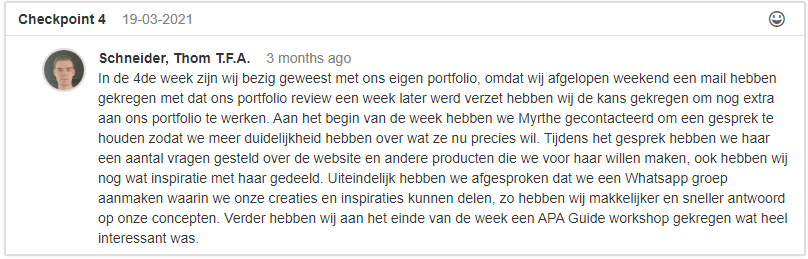 Checkpoint 4 19-03-2021
Schneider, Thom T.F.A. 3 months ago
In de 4de week zijn wij bezig geweest met ons eigen portfolio, omdat wij afgelopen weekend een mail hebben
gekregen met dat ons portfolio review een week later werd verzet hebben wij de kans gekregen om nog extra
aan ons portfolio te werken. Aan het begin van de week hebben we Myrthe gecontacteerd om een gesprek te
houden zodat we meer duidelijkheid hebben over wat ze nu precies wil. Tijdens het gesprek hebben we haar
een aantal vragen gesteld over de website en andere producten die we voor haar willen maken, ook hebben wij
nog wat inspiratie met haar gedeeld. Uiteindelijk hebben we afgesproken dat we een Whatsapp groep
aanmaken waarin we onze creaties en inspiraties kunnen delen, zo hebben wij makkelijker en sneller antwoord
op onze concepten. Verder hebben wij aan het einde van de week een APA Guide workshop gekregen wat heel
interessant was.